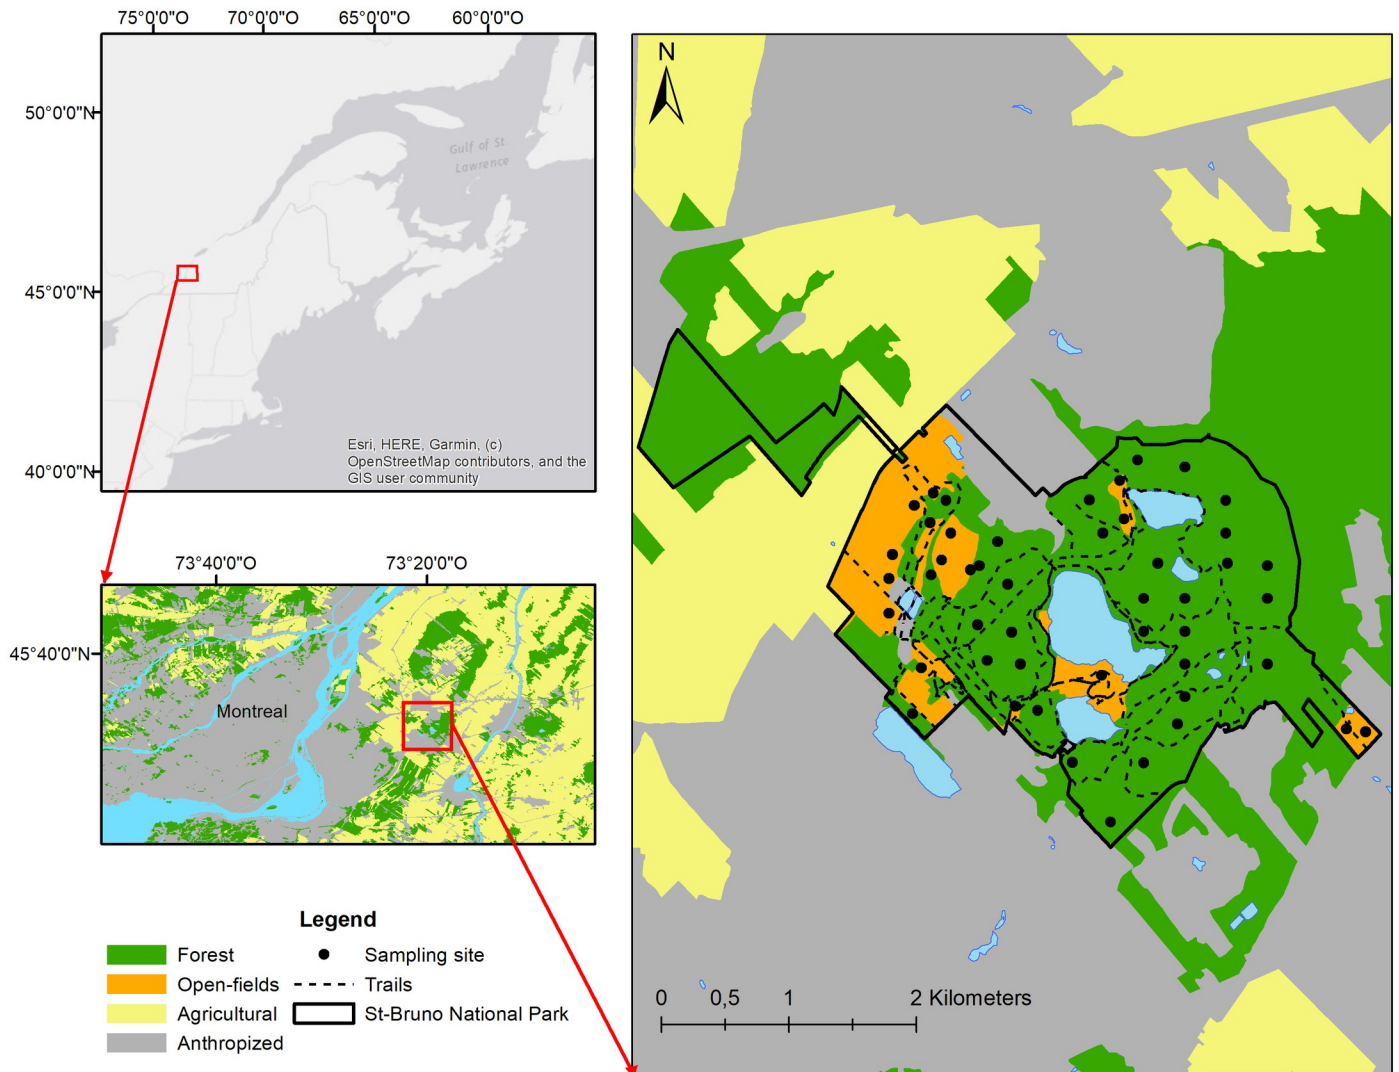 75°0'0"O 70°0'0"O 65°0'0"O 60°0'0"O
50°0'0"N
45°0'0"N
40°0'0"N
Gulf of St.
Lawrence
Esri, HERE, Garmin, (c)
OpenStreetMap contributors, and the
GIS user community
73°40'0"O 73°20'0"O
45°40'0"N
Montreal
Legend
Forest
Open-fields
Agricultural
Anthropized
Sampling site
Trails
St-Bruno National Park
N
0 0,5 1 2 Kilometers